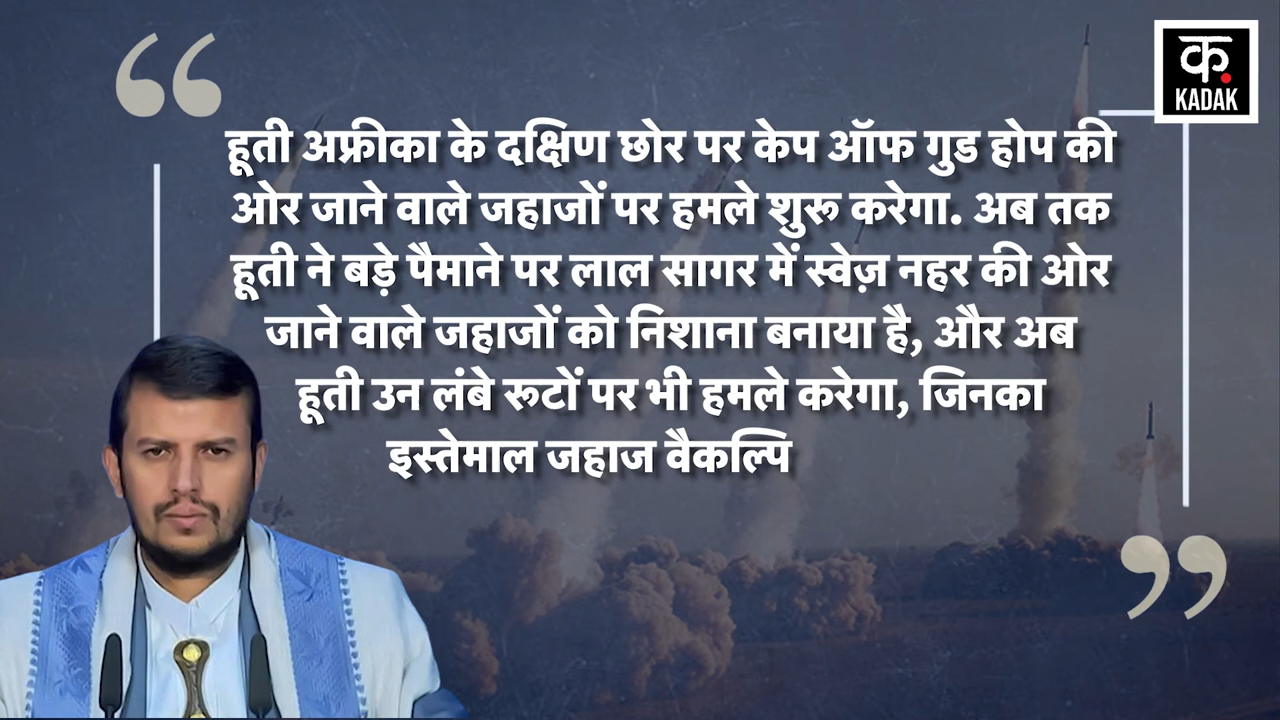 क
KADAK
हूती अफ्रीका के दक्षिण छोर पर केप ऑफ गुड होप की
ओर जाने वाले जहाजों पर हमले शुरू करेगा. अब तक
हूती ने बड़े पैमाने पर लाल सागर में स्वेज़ नहर की ओर
जाने वाले जहाजों को निशाना बनाया है, और अब
हूती उन लंबे रूटों पर भी हमले करेगा, जिनका
इस्तेमाल जहाज वैकल्पि